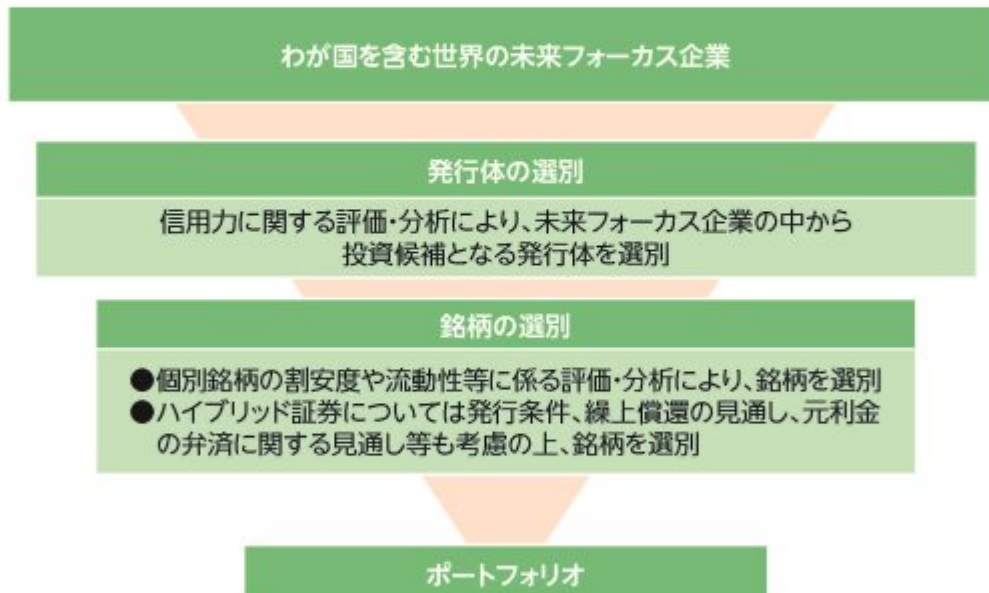 わが国を含む世界の未来フォーカス企業
発行体の選別
信用力に関する評価・分析により、未来フォーカス企業の中から
投資候補となる発行体を選別
銘柄の選別
●個別銘柄の割安度や流動性等に係る評価・分析により、銘柄を選別
●ハイブリッド証券については発行条件、繰上償還の見通し、元利金
の弁済に関する見通し等も考慮の上、銘柄を選別
ポートフォリオ